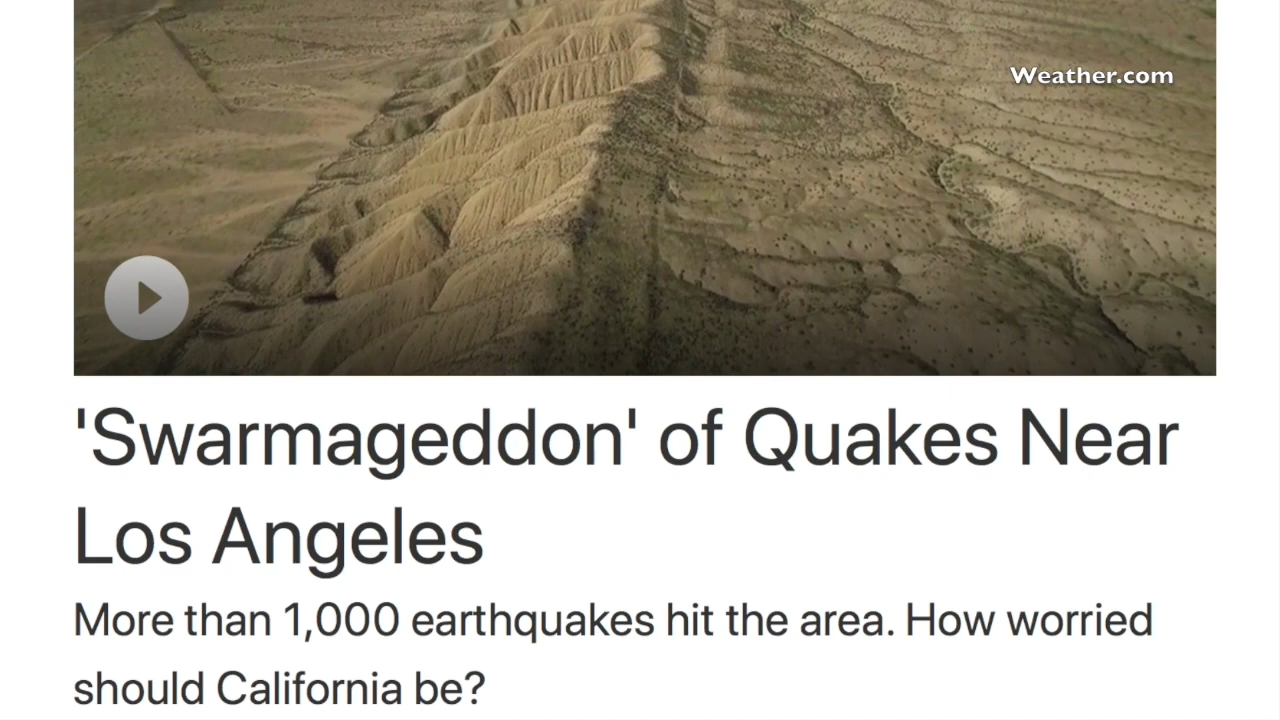 Weather.com
'Swarmageddon' of Quakes Near
Los Angeles
More than 1,000 earthquakes hit the area. How worried
should California be?